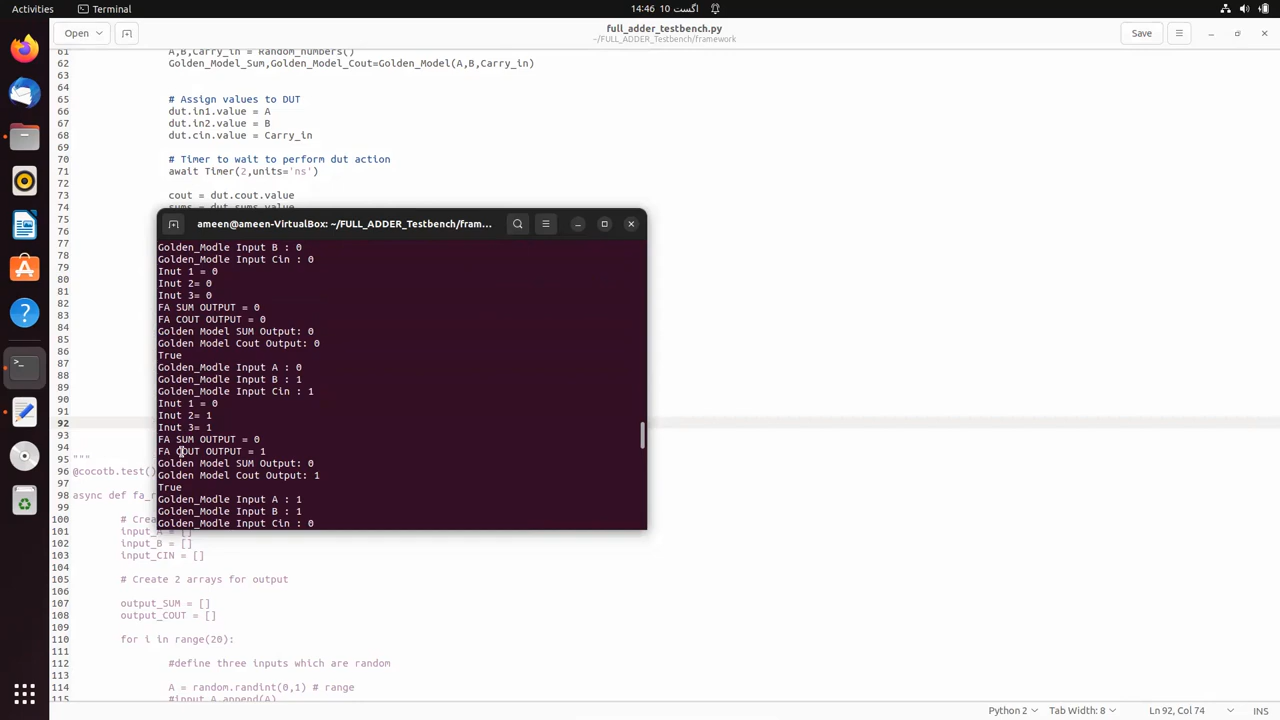 Activities
Terminal
14:46 10 اگست
Open
full_adder_testbench.py
~/FULL_ADDER_Testbench/framework
Save
61 A,B,Carry_in = Random_numbers()
62 Golden_Model_Sum,Golden_Model_Cout=Golden_Model(A,B,Carry_in)
63
64
65 # Assign values to DUT
66 dut.in1.value = A
67 dut.in2.value = B
68 dut.cin.value = Carry_in
69
70 # Timer to wait to perform dut action
71 await Timer(2,units='ns')
72
73 cout = dut.cout.value
74 sums = dut.sums.value
75
76
77
78
79
80
81
82
83
84
85
86
87
88
89
90
91
92
93
94
95 """
96 @cocotb.test()
97
98 async def fa_r
99
100 # Crea
101 input_A = []
102 input_B = []
103 input_CIN = []
104
105 # Create 2 arrays for output
106
107 output_SUM = []
108 output_COUT = []
109
110 for i in range(20):
111
112 #define three inputs which are random
113
114 A = random.randint(0,1) # range
115 #input_A.append(A)
ameen@ameen-VirtualBox: ~/FULL_ADDER_Testbench/fram...
Golden_Modle Input B : 0
Golden_Modle Input Cin : 0
Inut 1 = 0
Inut 2= 0
Inut 3= 0
FA SUM OUTPUT = 0
FA COUT OUTPUT = 0
Golden Model SUM Output: 0
Golden Model Cout Output: 0
True
Golden_Modle Input A : 0
Golden_Modle Input B : 1
Golden_Modle Input Cin : 1
Inut 1 = 0
Inut 2= 1
Inut 3= 1
FA SUM OUTPUT = 0
FA COUT OUTPUT = 1
Golden Model SUM Output: 0
Golden Model Cout Output: 1
True
Golden_Modle Input A : 1
Golden_Modle Input B : 1
Golden_Modle Input Cin : 0
Python 2
Tab Width: 8
Ln 92, Col 74
INS